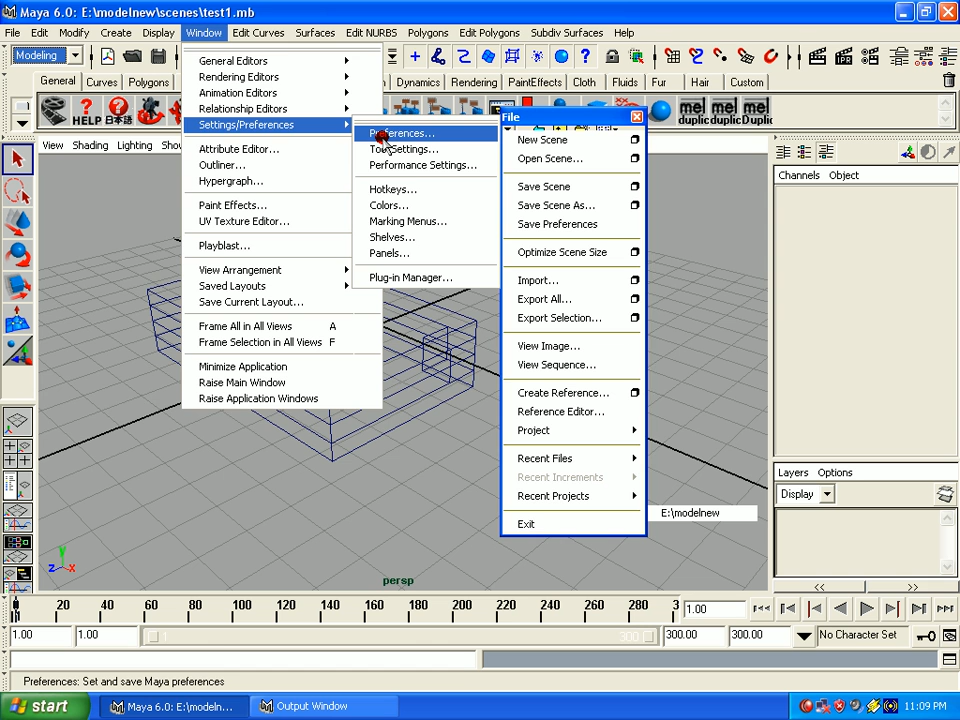 Maya 6.0: E:\modelnew\scenes\test1.mb
File Edit Modify Create Display Window Edit Curves Surfaces Edit NURBS Polygons Edit Polygons Subdiv Surfaces Help
Modeling
General Curves Polygons Dynamics Rendering PaintEffects Cloth Fluids Fur Hair Custom
HELP 日本語 mel mel mel
duplic duplic Duplic
View Shading Lighting
General Editors
Rendering Editors
Animation Editors
Relationship Editors
Settings/Preferences
Attribute Editor...
Outliner...
Hypergraph...
Paint Effects...
UV Texture Editor...
Playblast...
View Arrangement
Saved Layouts
Save Current Layout...
Frame All in All Views A
Frame Selection in All Views F
Minimize Application
Raise Main Window
Raise Application Windows
Preferences...
Performance Settings...
Hotkeys...
Colors...
Marking Menus...
Shelves...
Panels...
Plug-in Manager...
File
New Scene
Open Scene...
Save Scene
Save Scene As...
Save Preferences
Optimize Scene Size
Import...
Export All...
Export Selection...
View Image...
View Sequence...
Create Reference...
Reference Editor...
Project
Recent Files
Recent Increments
Recent Projects
Exit
E:\modelnew
Channels Object
Layers Options
Display
<< >>
y
z x
persp
20 40 60 80 100 120 140 160 180 200 220 240 260 280 3
1.00
1.00 1.00 1 300 300.00 300.00 No Character Set
Preferences: Set and save Maya preferences
start Maya 6.0: E:\modeln... Output Window 11:09 PM